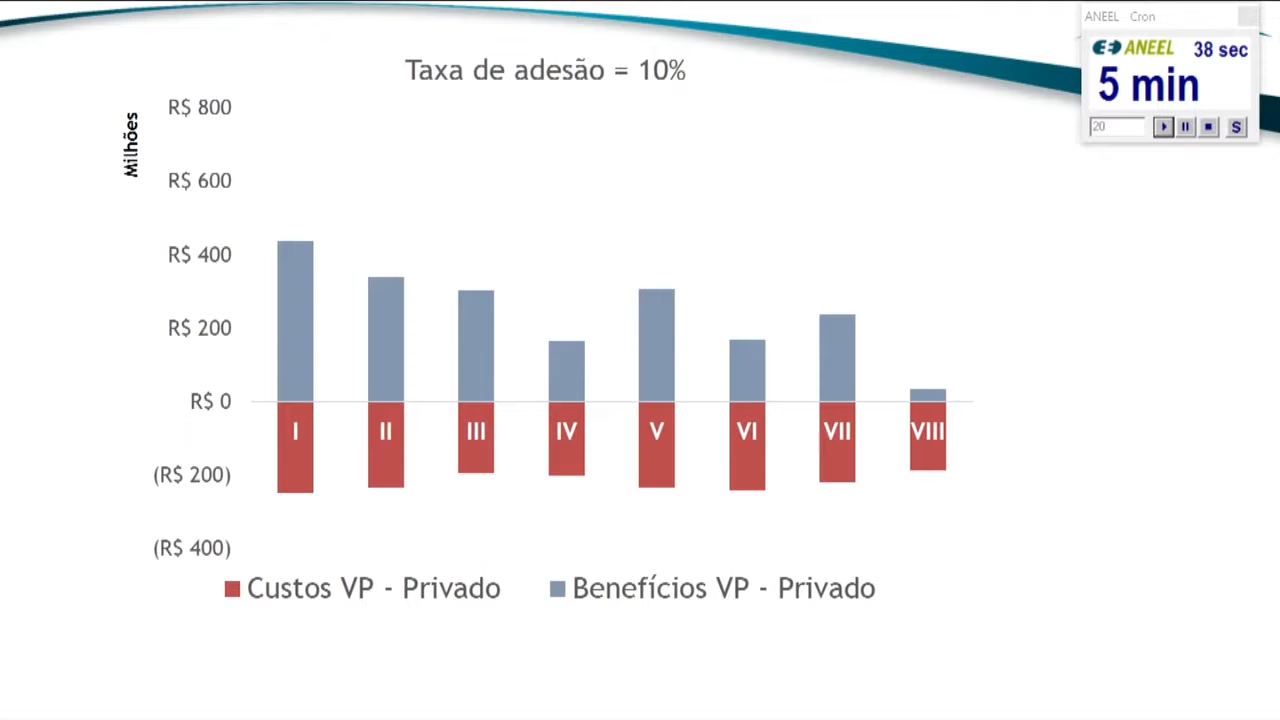 ANEEL Cron
ANEEL 38 sec
5 min
20
S
Taxa de adesão = 10%
Milhões
R$ 800
R$ 600
R$ 400
R$ 200
R$ 0
(R$ 200)
(R$ 400)
I II III IV V VI VII VIII
Custos VP - Privado Benefícios VP - Privado